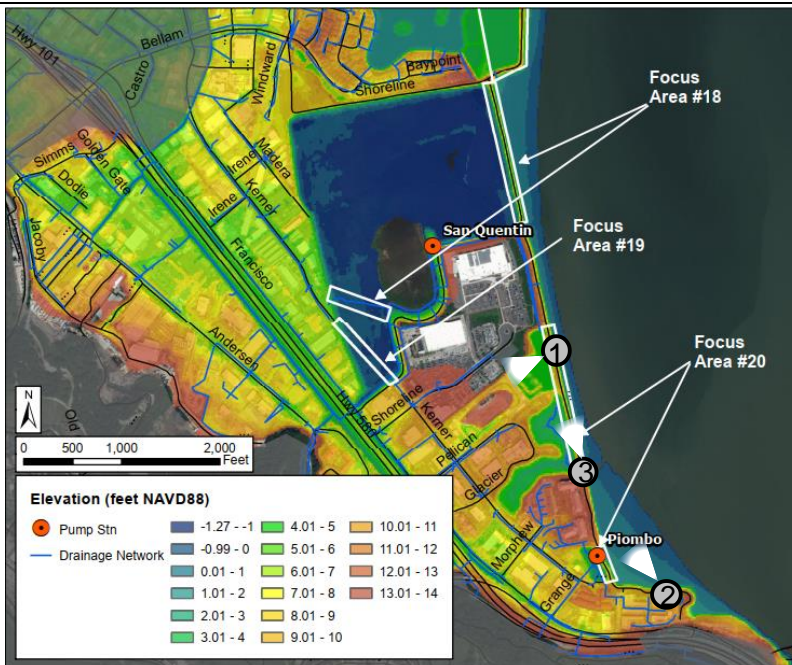 Hwy 101
Bellam
Castro
Windward
Baypoint
Shoreline
Focus
Area #18
Simms
Golden Gate
Dodie
Irene
Madera
Irene
Kerner
San Quentin
Focus
Area #19
Jacoby
Francisco
Andersen
1
Focus
Area #20
Old
N
Hwy 580
Shoreline
Kerner
Pelican
Glacier
0 500 1,000 2,000
Feet
3
Morphew
Piombo
Grange
2
Elevation (feet NAVD88)
Pump Stn
Drainage Network
-1.27 - -1
-0.99 - 0
0.01 - 1
1.01 - 2
2.01 - 3
3.01 - 4
4.01 - 5
5.01 - 6
6.01 - 7
7.01 - 8
8.01 - 9
9.01 - 10
10.01 - 11
11.01 - 12
12.01 - 13
13.01 - 14